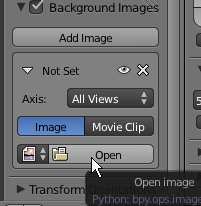 Background Images
Add Image
Not Set
Axis: All Views
Image Movie Clip
Open
Transform Orientations
Open image
Python: bpy.ops.image